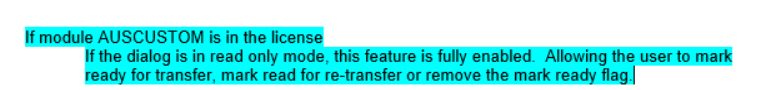 If module AUSCUSTOM is in the license
If the dialog is in read only mode, this feature is fully enabled.  Allowing the user to mark
ready for transfer, mark read for re-transfer or remove the mark ready flag.